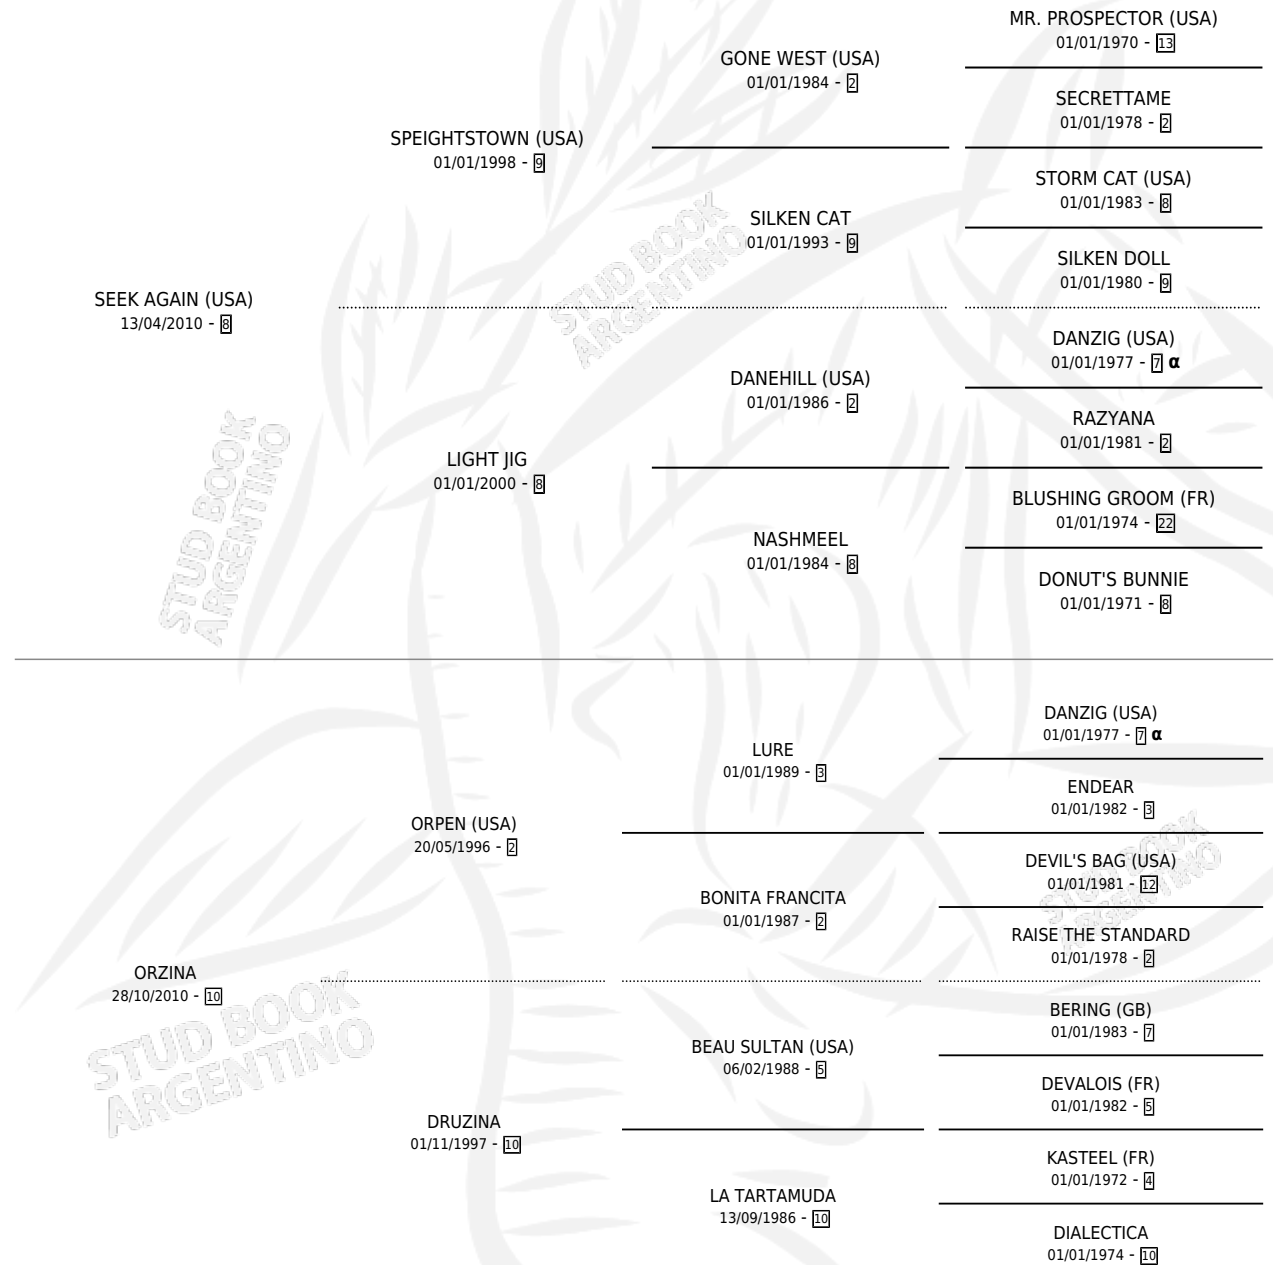 MR. PROSPECTOR (USA)
01/01/1970 - 13
GONE WEST (USA)
01/01/1984 - 2
SECRETTAME
01/01/1978 - 2
SPEIGHTSTOWN (USA)
01/01/1998 - 9
STORM CAT (USA)
01/01/1983 - 8
SILKEN CAT
01/01/1993 - 9
SILKEN DOLL
01/01/1980 - 9
SEEK AGAIN (USA)
13/04/2010 - 8
DANZIG (USA)
01/01/1977 - 7 α
DANEHILL (USA)
01/01/1986 - 2
RAZYANA
01/01/1981 - 2
LIGHT JIG
01/01/2000 - 8
BLUSHING GROOM (FR)
01/01/1974 - 22
NASHMEEL
01/01/1984 - 8
DONUT'S BUNNIE
01/01/1971 - 8
DANZIG (USA)
01/01/1977 - 7 α
LURE
01/01/1989 - 3
ENDEAR
01/01/1982 - 3
ORPEN (USA)
20/05/1996 - 2
DEVIL'S BAG (USA)
01/01/1981 - 12
BONITA FRANCITA
01/01/1987 - 2
RAISE THE STANDARD
01/01/1978 - 2
ORZINA
28/10/2010 - 10
BERING (GB)
01/01/1983 - 7
BEAU SULTAN (USA)
06/02/1988 - 5
DEVALOIS (FR)
01/01/1982 - 5
DRUZINA
01/11/1997 - 10
KASTEEL (FR)
01/01/1972 - 4
LA TARTAMUDA
13/09/1986 - 10
DIALECTICA
01/01/1974 - 10
STUD BOOK
ARGENTINO
STUD BOOK
ARGENTINO
STUD BOOK
ARGENTINO
STUD BOOK
ARGENTINO